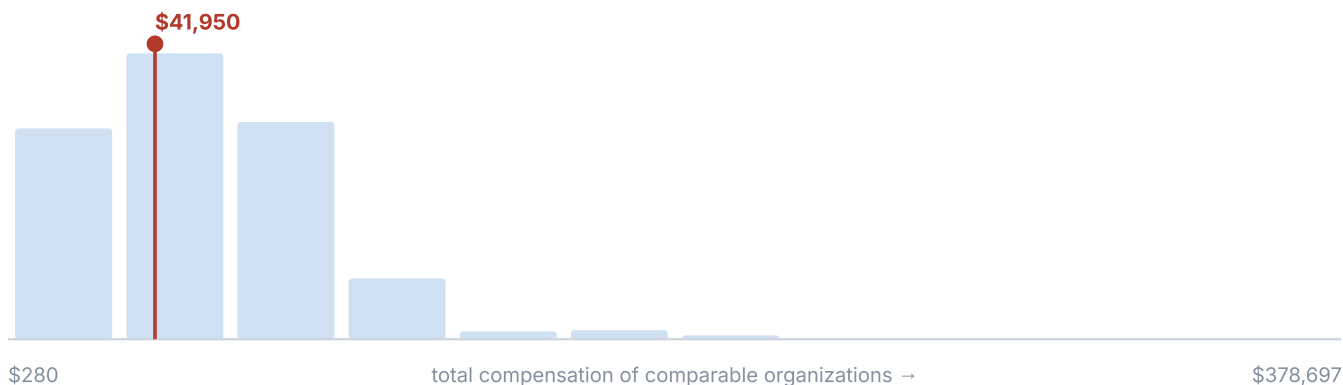 $41,950
$280 total compensation of comparable organizations → $378,697